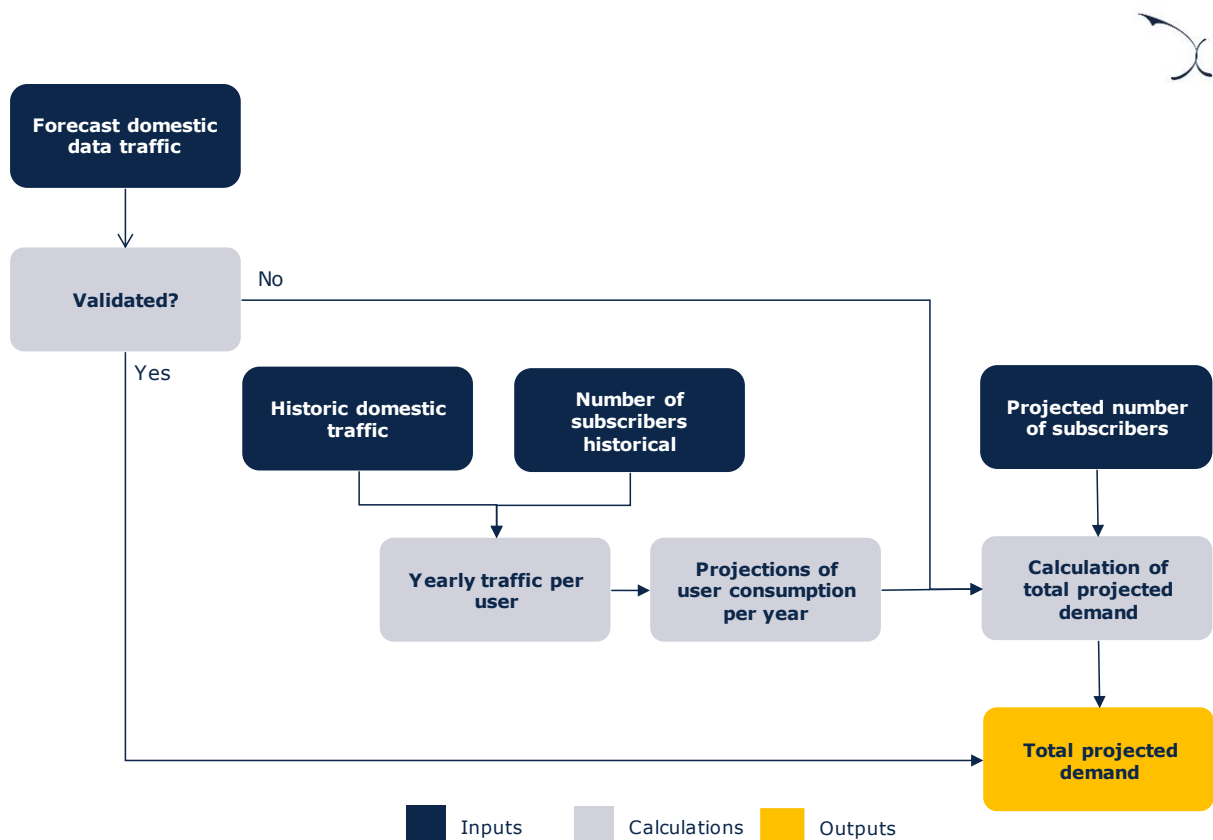 Forecast domestic
data traffic
Validated?
No
Yes
Historic domestic
traffic
Number of
subscribers
historical
Projected number
of subscribers
Yearly traffic per
user
Projections of
user consumption
per year
Calculation of
total projected
demand
Total projected
demand
Inputs
Calculations
Outputs